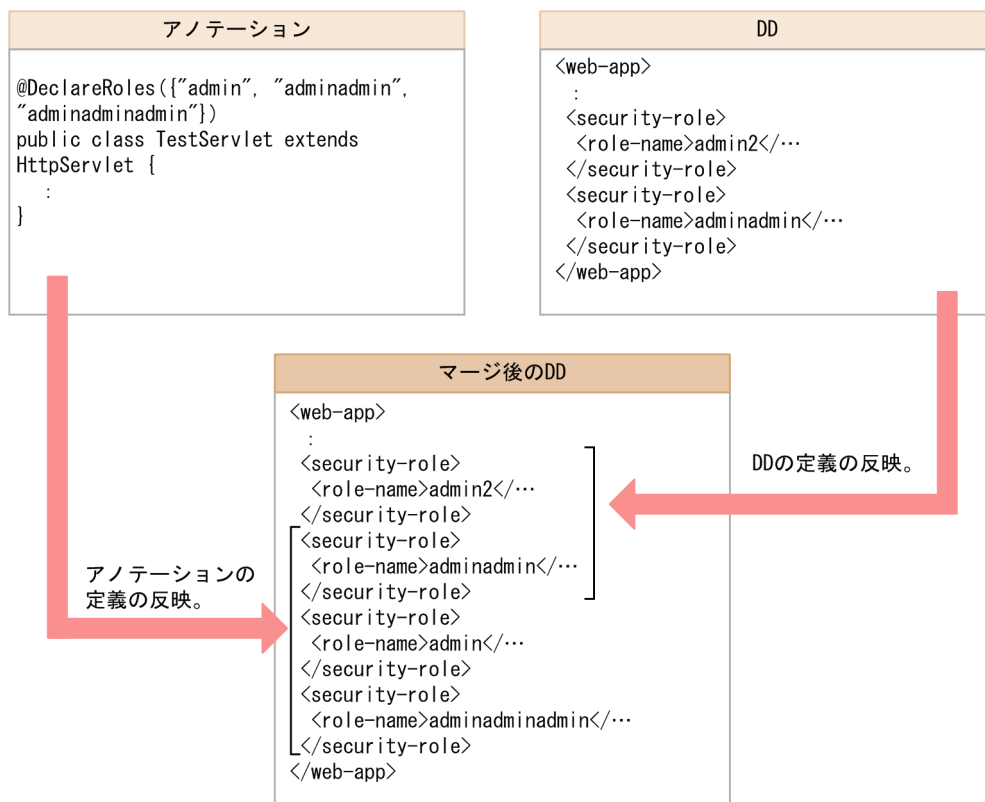 アノテーション
@DeclareRoles({"admin", "adminadmin",
"adminadminadmin"})
public class TestServlet extends
HttpServlet {
:
}
DD
<web-app>
:
<security-role>
<role-name>admin2</…
</security-role>
<security-role>
<role-name>adminadmin</…
</security-role>
</web-app>
マージ後のDD
<web-app>
:
<security-role>
<role-name>admin2</…
</security-role>
<security-role>
<role-name>adminadmin</…
</security-role>
<security-role>
<role-name>admin</…
</security-role>
<security-role>
<role-name>adminadminadmin</…
</security-role>
</web-app>
DDの定義の反映。
アノテーションの
定義の反映。